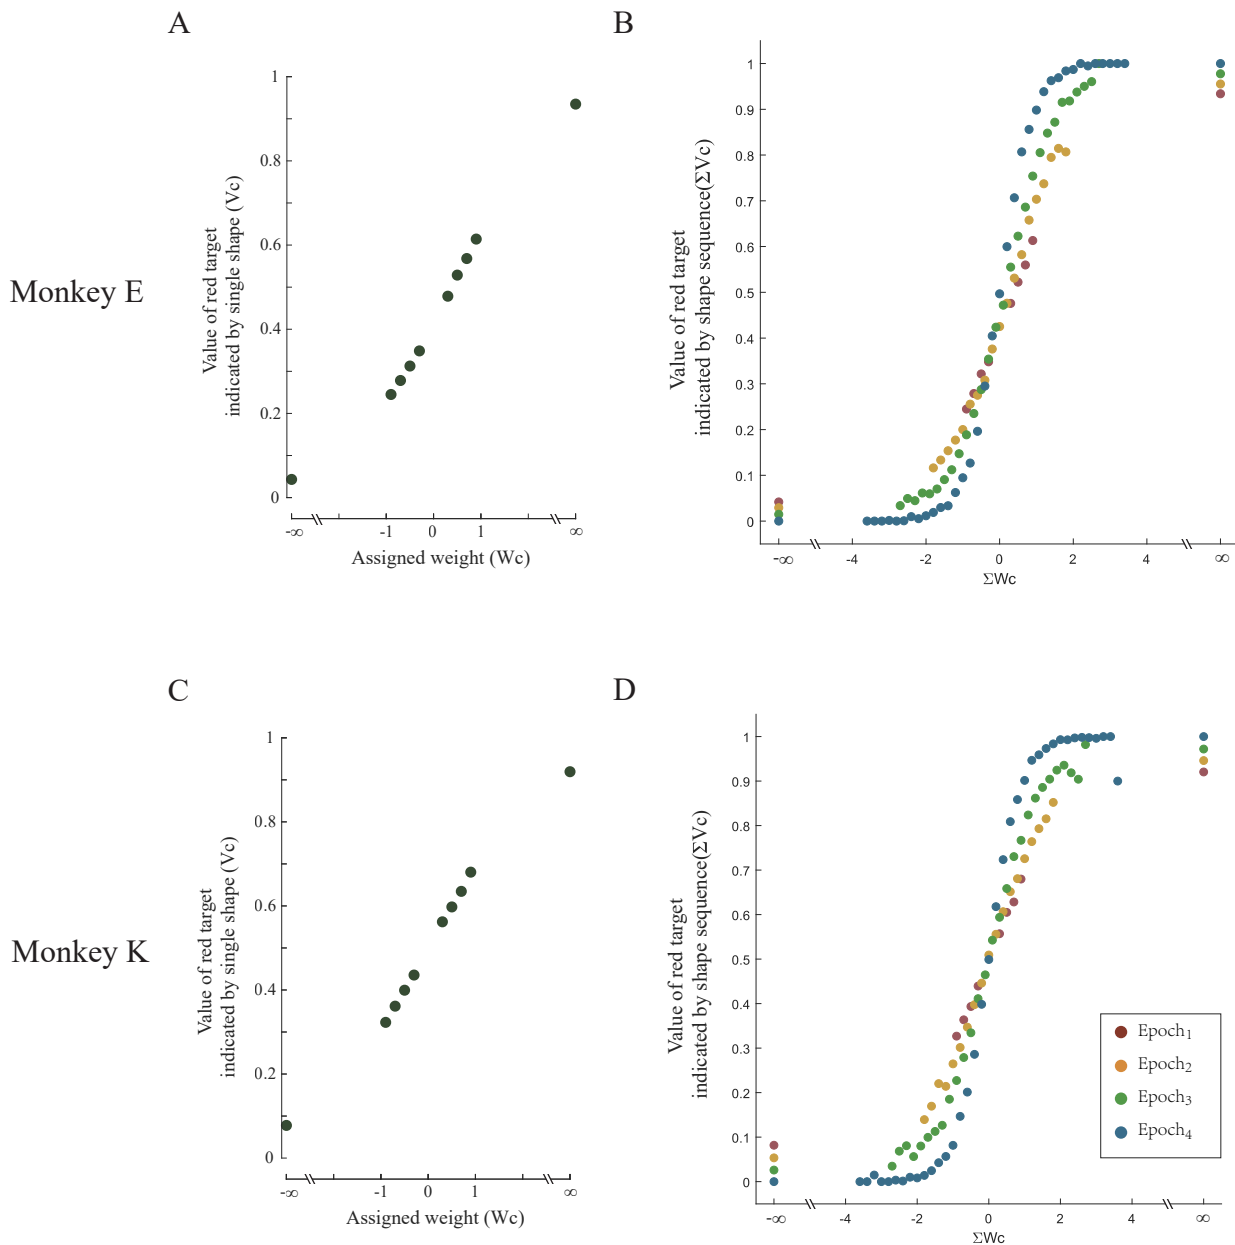 A
B
Monkey E
Value of red target
indicated by single shape (Vc)
1
0.8
0.6
0.4
0.2
0
-∞
-1
0
1
∞
Assigned weight (Wc)
Value of red target
indicated by shape sequence(ΣVc)
1
0.9
0.8
0.7
0.6
0.5
0.4
0.3
0.2
0.1
0
-∞
-4
-2
0
2
∞
ΣWc
C
D
Monkey K
Value of red target
indicated by single shape (Vc)
1
0.8
0.6
0.4
0.2
0
-∞
-1
0
1
∞
Assigned weight (Wc)
Value of red target
indicated by shape sequence(ΣVc)
1
0.9
0.8
0.7
0.6
0.5
0.4
0.3
0.2
0.1
0
-∞
-4
-2
0
2
4
∞
ΣWc
Epoch1
Epoch2
Epoch3
Epoch4